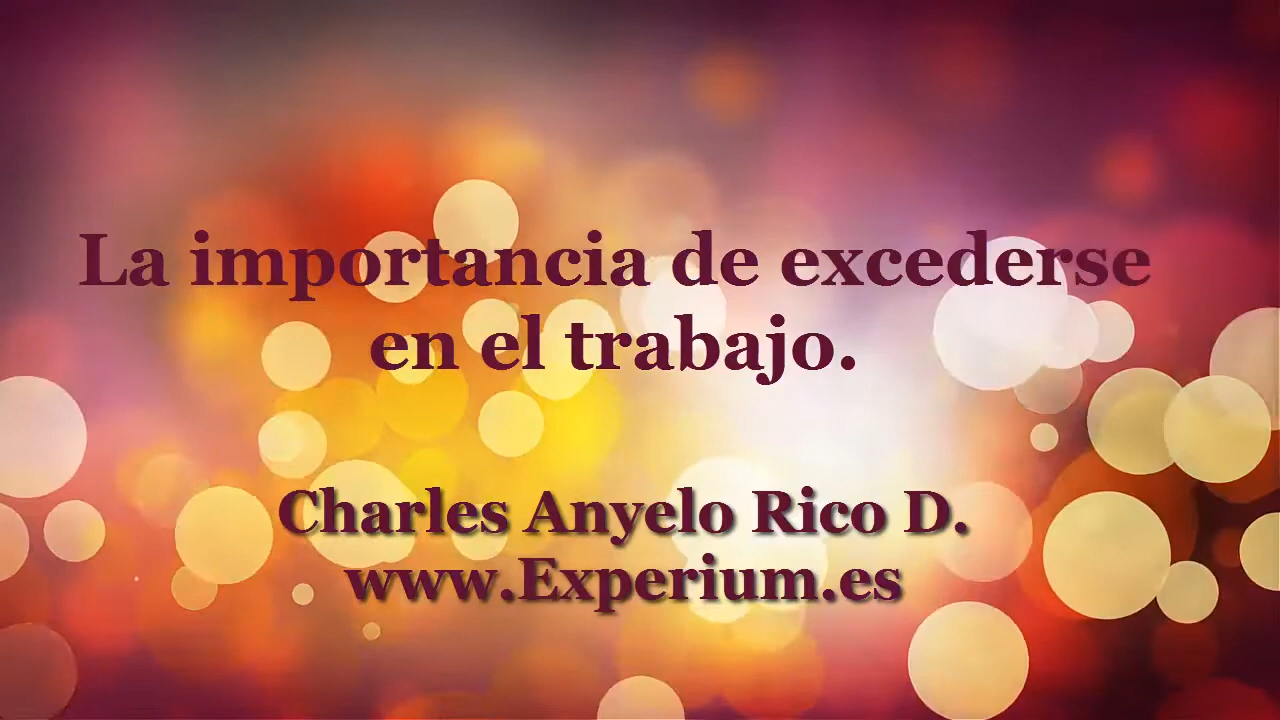 La importancia de excederse
en el trabajo.
Charles Anyelo Rico D.
www.Experium.es